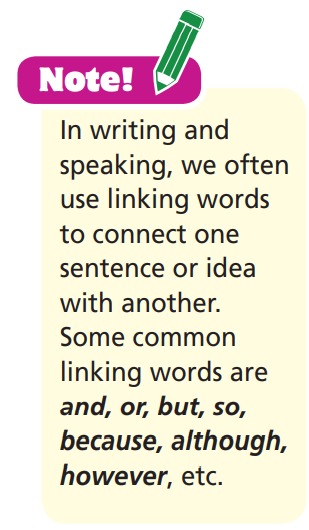 Note!
In writing and
speaking, we often
use linking words
to connect one
sentence or idea
with another.
Some common
linking words are
and, or, but, so,
because, although,
however, etc.